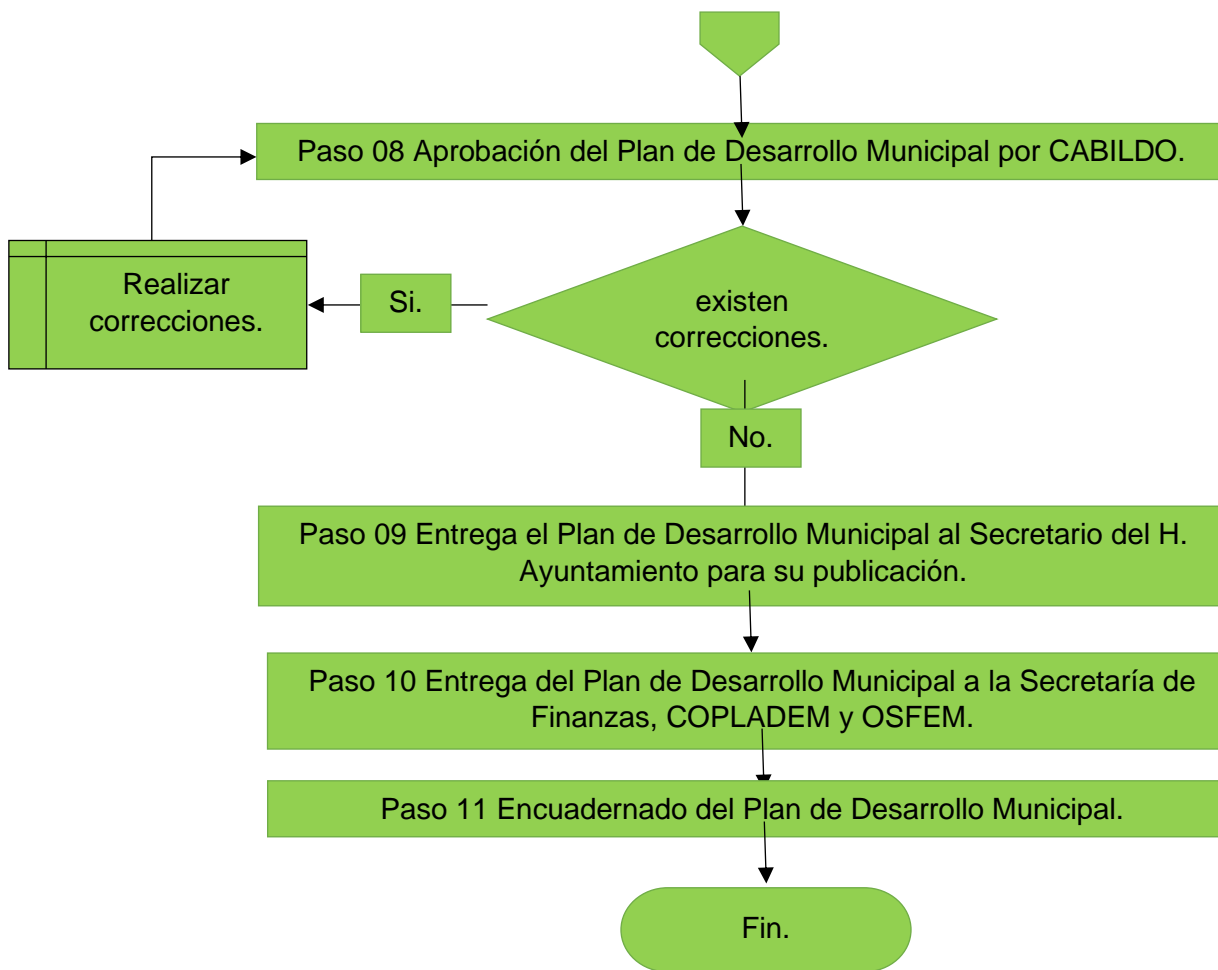 Paso 08 Aprobación del Plan de Desarrollo Municipal por CABILDO.
Realizar
correcciones.
Si.
existen
correcciones.
No.
Paso 09 Entrega el Plan de Desarrollo Municipal al Secretario del H.
Ayuntamiento para su publicación.
Paso 10 Entrega del Plan de Desarrollo Municipal a la Secretaría de
Finanzas, COPLADEM y OSFEM.
Paso 11 Encuadernado del Plan de Desarrollo Municipal.
Fin.